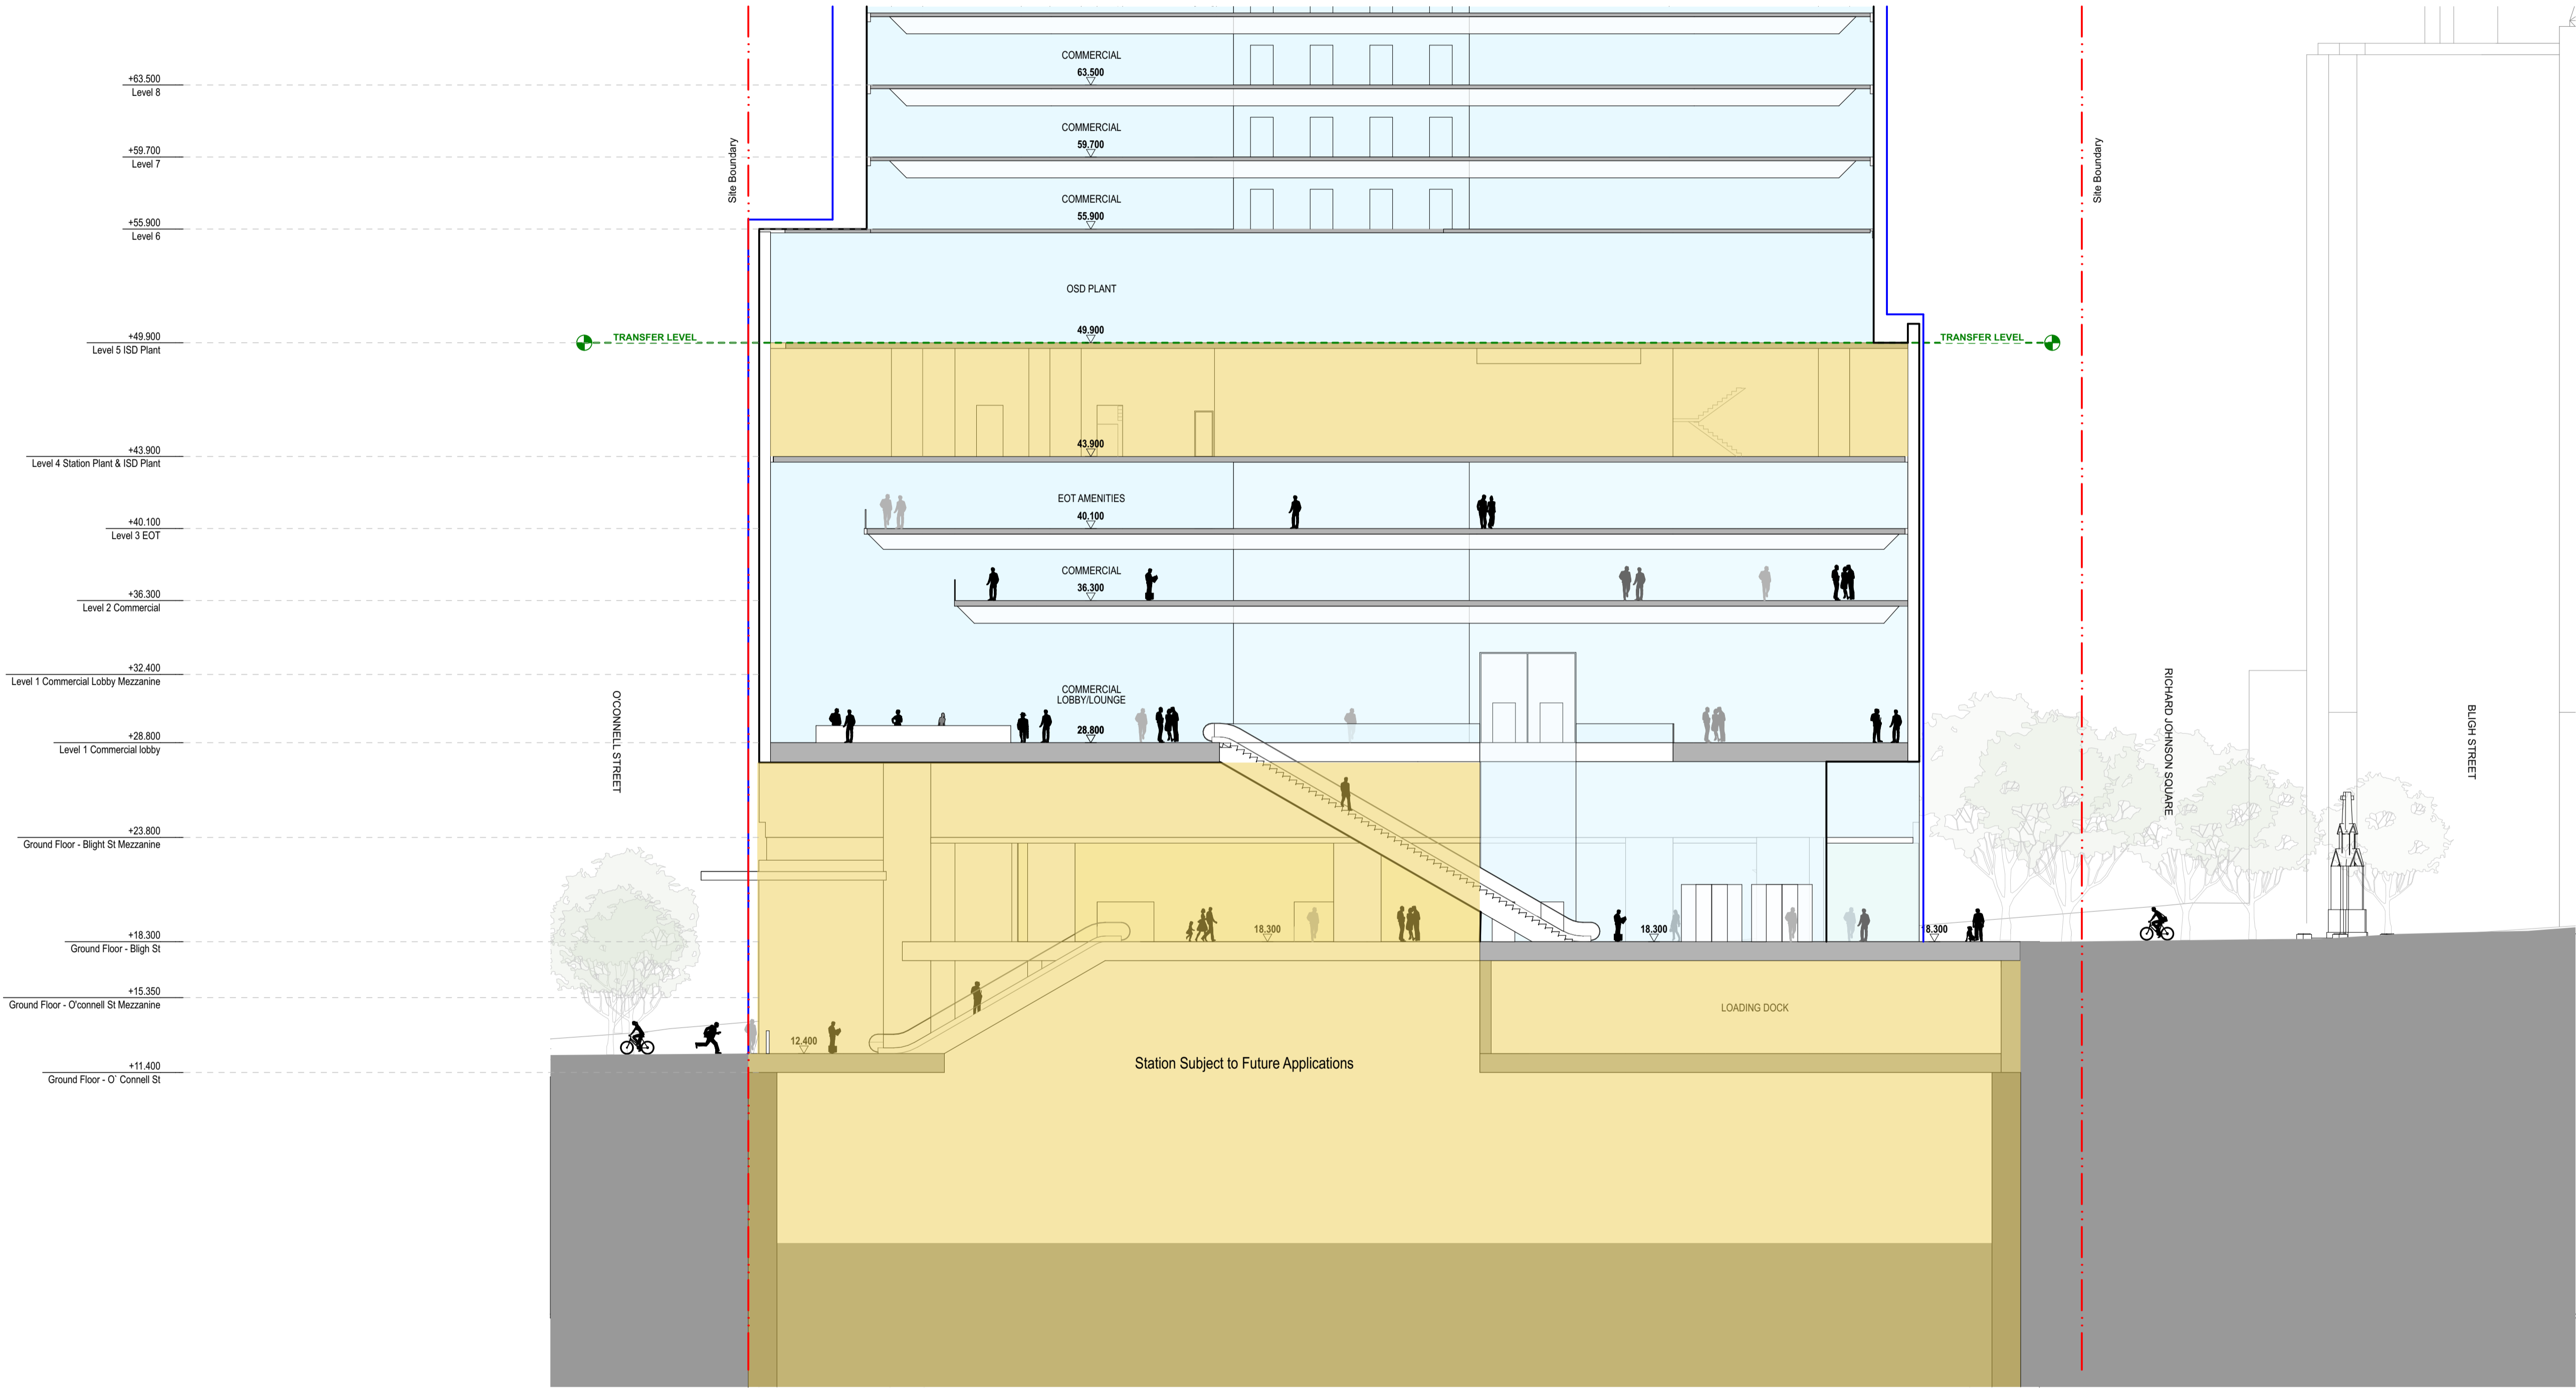 COMMERCIAL
63.500
+63.500
Level 8
COMMERCIAL
59.700
+59.700
Level 7
Site Boundary
Site Boundary
COMMERCIAL
55.900
+55.900
Level 6
OSD PLANT
49.900
+49.900
Level 5 ISD Plant
TRANSFER LEVEL
TRANSFER LEVEL
43.900
+43.900
Level 4 Station Plant & ISD Plant
EOT AMENITIES
40.100
+40.100
Level 3 EOT
COMMERCIAL
36.300
+36.300
Level 2 Commercial
+32.400
Level 1 Commercial Lobby Mezzanine
COMMERCIAL
LOBBY/LOUNGE
28.800
+28.800
Level 1 Commercial lobby
O'CONNELL STREET
RICHARD JOHNSON SQUARE
BLIGH STREET
+23.800
Ground Floor - Blight St Mezzanine
+18.300
Ground Floor - Bligh St
18.300
18.300
8.300
+15.350
Ground Floor - O'connell St Mezzanine
LOADING DOCK
12.400
Station Subject to Future Applications
+11.400
Ground Floor - O` Connell St